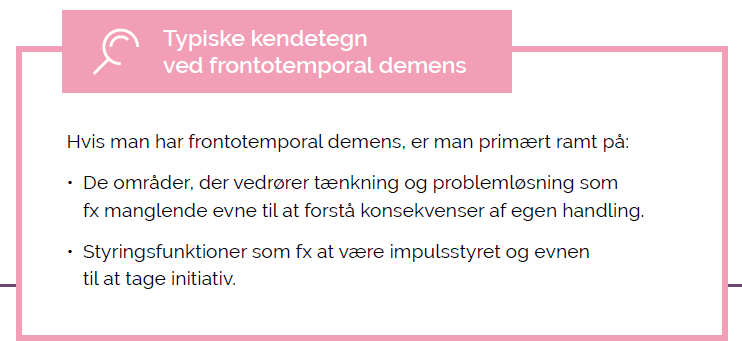 Typiske kendetegn
ved frontotemporal demens
Hvis man har frontotemporal demens, er man primært ramt på:
• De områder, der vedrører tænkning og problemløsning som
fx manglende evne til at forstå konsekvenser af egen handling.
• Styringsfunktioner som fx at være impulsstyret og evnen
til at tage initiativ.